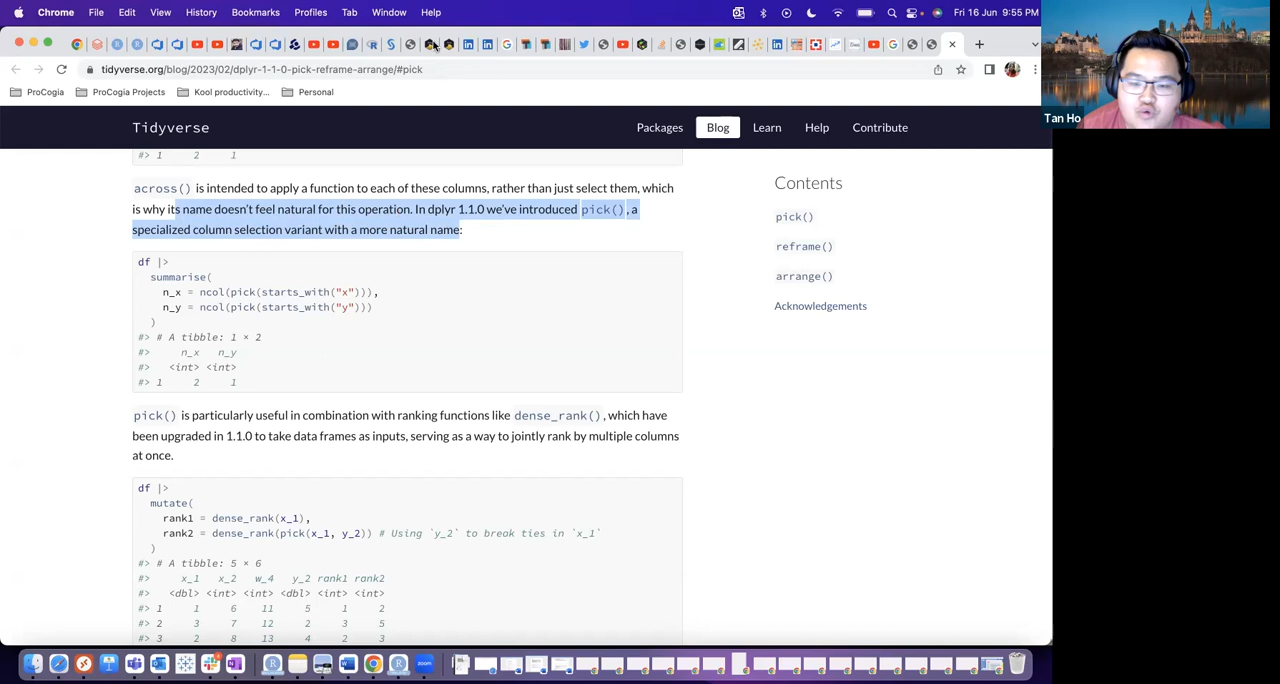 Chrome File Edit View History Bookmarks Profiles Tab Window Help Fri 16 Jun 9:55 PM
tidyverse.org/blog/2023/02/dplyr-1-1-0-pick-reframe-arrange/#pick
ProCogia ProCogia Projects Kool productivity... Personal
Tan Ho
Tidyverse Packages Blog Learn Help Contribute
#> 1 2 1
across() is intended to apply a function to each of these columns, rather than just select them, which
is why its name doesn't feel natural for this operation. In dplyr 1.1.0 we've introduced pick(), a
specialized column selection variant with a more natural name:
df |>
summarise(
n_x = ncol(pick(starts_with("x"))),
n_y = ncol(pick(starts_with("y")))
)
#> # A tibble: 1 × 2
#> n_x n_y
#> <int> <int>
#> 1 2 1
pick() is particularly useful in combination with ranking functions like dense_rank(), which have
been upgraded in 1.1.0 to take data frames as inputs, serving as a way to jointly rank by multiple columns
at once.
df |>
mutate(
rank1 = dense_rank(x_1),
rank2 = dense_rank(pick(x_1, y_2)) # Using `y_2` to break ties in `x_1`
)
#> # A tibble: 5 × 6
#> x_1 x_2 w_4 y_2 rank1 rank2
#> <dbl> <int> <int> <dbl> <int> <int>
#> 1 1 6 11 5 1 2
#> 2 3 7 12 2 3 5
#> 3 2 8 13 4 2 3
Contents
pick()
reframe()
arrange()
Acknowledgements